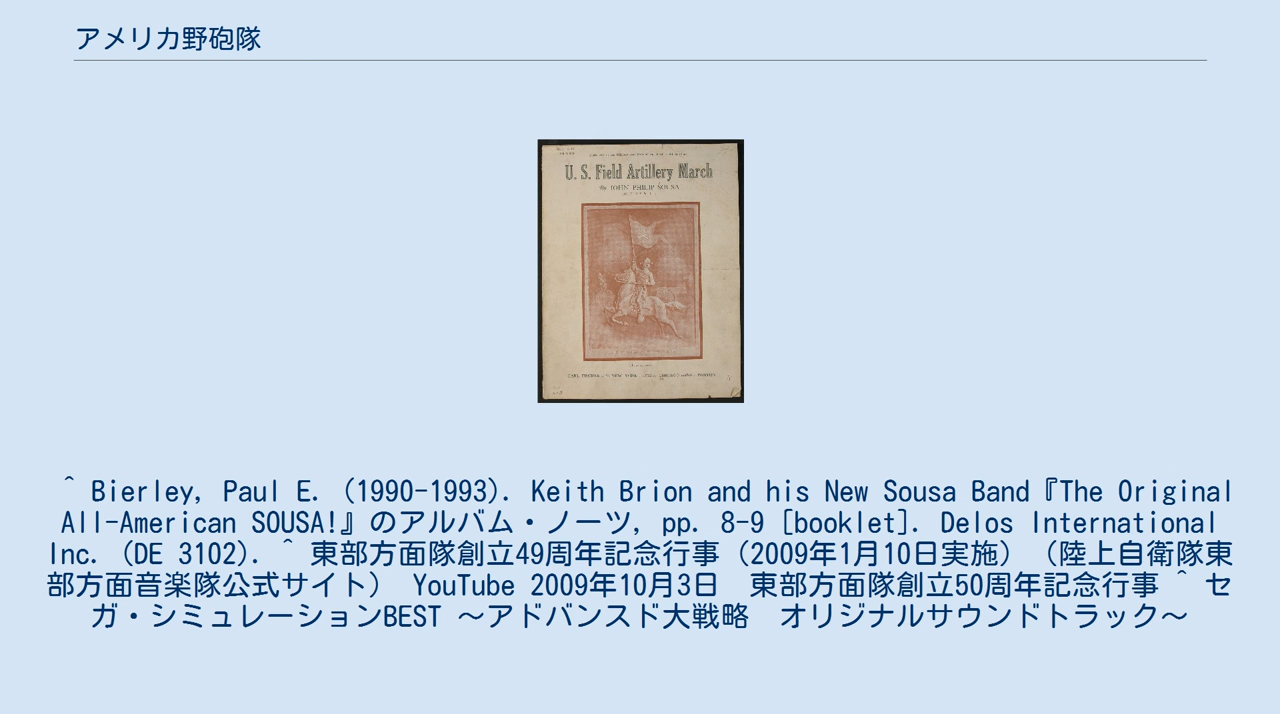 アメリカ野砲隊
U. S. Field Artillery March
By JOHN PHILIP SOUSA
^ Bierley, Paul E. (1990-1993). Keith Brion and his New Sousa Band『The Original
All-American SOUSA!』のアルバム・ノーツ, pp. 8-9 [booklet]. Delos International
Inc. (DE 3102). ^ 東部方面隊創立49周年記念行事（2009年1月10日実施）（陸上自衛隊東
部方面音楽隊公式サイト） YouTube 2009年10月3日　東部方面隊創立50周年記念行事 ^ セ
ガ・シミュレーションBEST ～アドバンスド大戦略　オリジナルサウンドトラック～